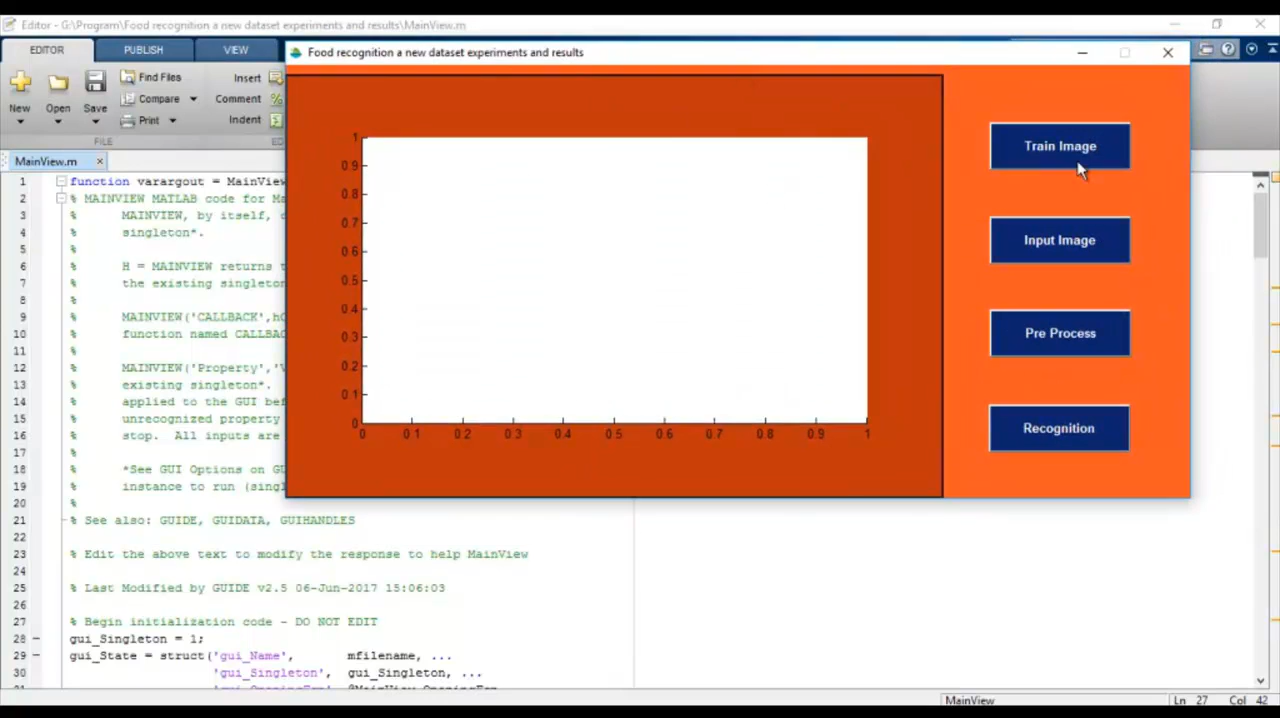 Editor - G:\Program\Food recognition a new dataset experiments and results\MainView.m
EDITOR
PUBLISH
VIEW
New
Open
Save
Find Files
Compare
Print
Insert
Comment
Indent
FILE
MainView.m
Food recognition a new dataset experiments and results
1
0.9
0.8
0.7
0.6
0.5
0.4
0.3
0.2
0.1
0
0 0.1 0.2 0.3 0.4 0.5 0.6 0.7 0.8 0.9 1
Train Image
Input Image
Pre Process
Recognition
1 function varargout = MainView
2 % MAINVIEW MATLAB code for
3 % MAINVIEW, by itself,
4 % singleton*.
5 %
6 % H = MAINVIEW returns
7 % the existing singleton
8 %
9 % MAINVIEW('CALLBACK',
10 % function named
11 %
12 % MAINVIEW('Property',
13 % existing singleton*.
14 % applied to the GUI
15 % unrecognized property
16 % stop. All inputs are
17 %
18 % *See GUI Options on
19 % instance to run
20 %
21 % See also: GUIDE, GUIDATA, GUIHANDLES
22
23 % Edit the above text to modify the response to help MainView
24
25 % Last Modified by GUIDE v2.5 06-Jun-2017 15:06:03
26
27 % Begin initialization code - DO NOT EDIT
28 gui_Singleton = 1;
29 gui_State = struct('gui_Name', mfilename, ...
30 'gui_Singleton', gui_Singleton, ...
MainView
Ln 27 Col 42